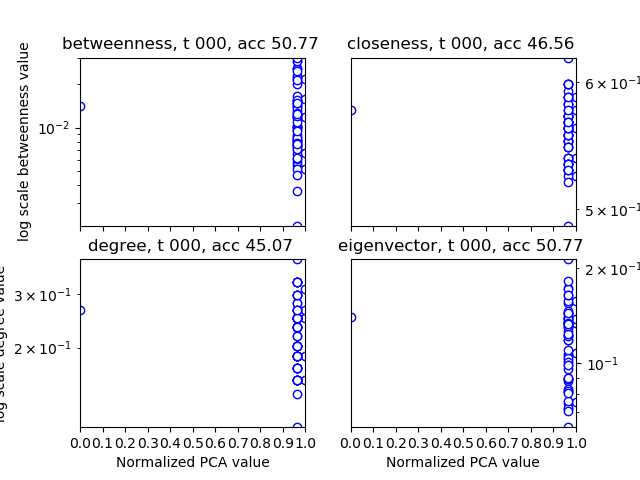 betweenness, t 000, acc 50.77
closeness, t 000, acc 46.56
log scale betweenness value
10⁻²
6 × 10⁻¹
5 × 10⁻¹
degree, t 000, acc 45.07
eigenvector, t 000, acc 50.77
log scale degree value
3 × 10⁻¹
2 × 10⁻¹
2 × 10⁻¹
10⁻¹
0.0 0.1 0.2 0.3 0.4 0.5 0.6 0.7 0.8 0.9 1.0
0.0 0.1 0.2 0.3 0.4 0.5 0.6 0.7 0.8 0.9 1.0
Normalized PCA value
Normalized PCA value